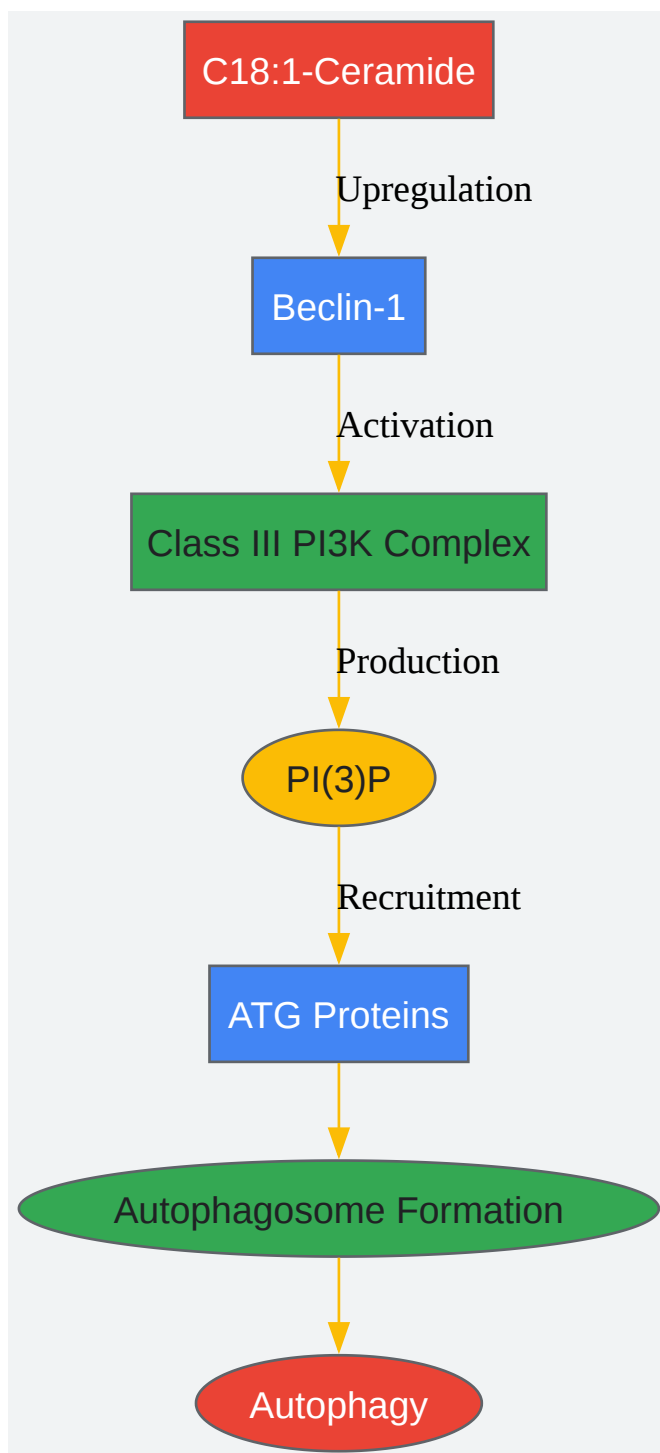 C18:1-Ceramide
Upregulation
Beclin-1
Activation
Class III PI3K Complex
Production
PI(3)P
Recruitment
ATG Proteins
Autophagosome Formation
Autophagy